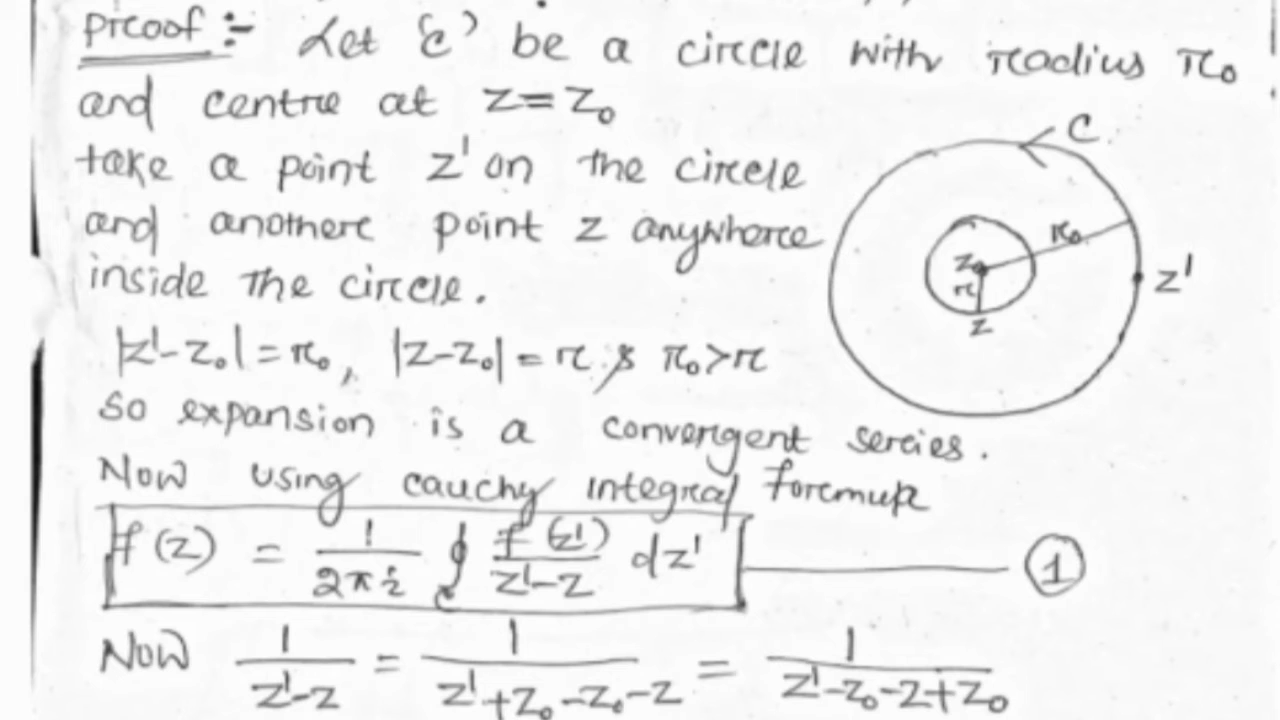 Proof :- Let 'C' be a circle with radius r₀
and centre at z=z₀
take a point z' on the circle
and another point z anywhere
inside the circle.
|z'-z₀| = r₀, |z-z₀| = r & r₀>r
so expansion is a convergent series.
Now using cauchy integral formula
f(z) = 1/2πi ∮c f(z')/z'-z dz' ——— ①
Now 1/z'-z = 1/z'+z₀-z₀-z = 1/z'-z₀-z+z₀
C
r₀
z₀
z'
r
z